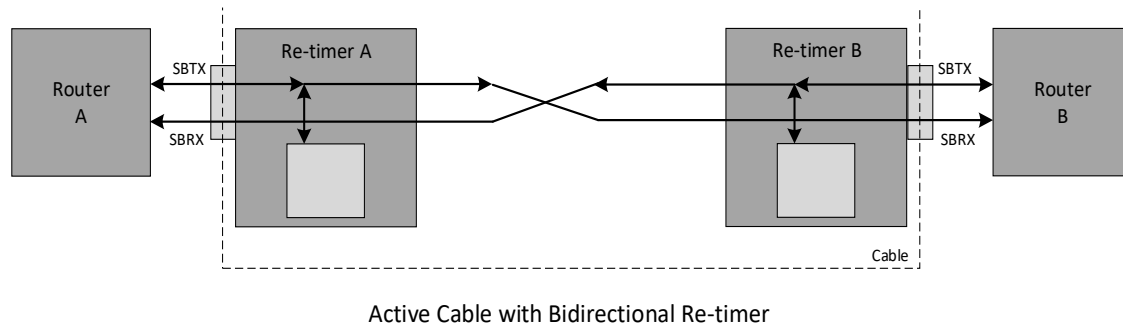 Re-timer A
Re-timer B
SBTX
SBTX
Router
A
Router
B
SBRX
SBRX
Cable
Active Cable with Bidirectional Re-timer